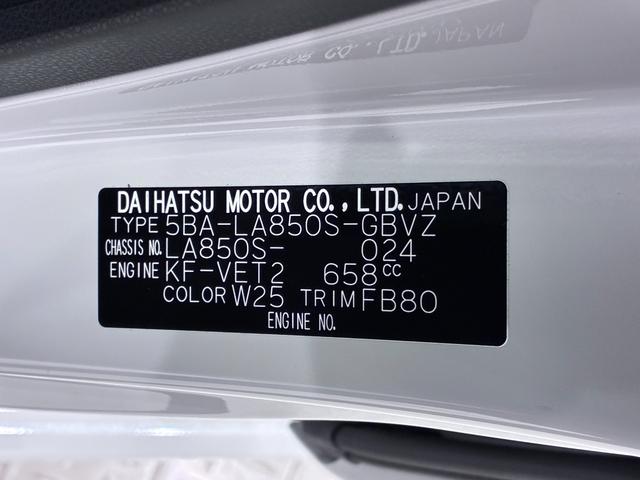 DAIHATSU MOTOR CO.,LTD. JAPAN
TYPE 5BA-LA850S-GBVZ
CHASSIS NO. LA850S- 024
ENGINE KF-VET2 658CC
COLOR W25 TRIM FB80
ENGINE NO.